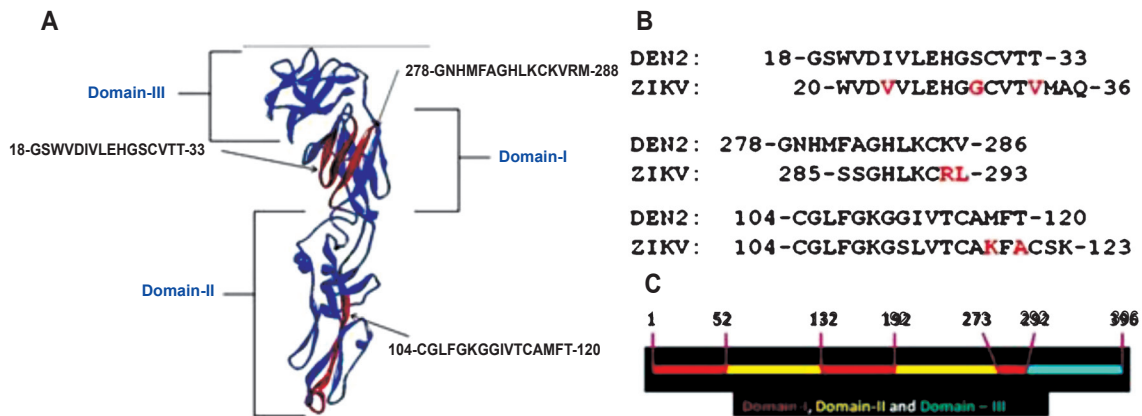 A
278-GNHMFAGHLKCKVRM-288
Domain-III
18-GSWVDIVLEHGSCVTT-33
Domain-I
Domain-II
104-CGLFGKGGIVTCAMFT-120
B
DEN2: 18-GSWVDIVLEHGSCVTT-33
ZIKV: 20-WVDVVLEHGGCVTVMAQ-36
DEN2: 278-GNHMFAGHLKCKV-286
ZIKV: 285-SSGHLKCRL-293
DEN2: 104-CGLFGKGGIVTCAMFT-120
ZIKV: 104-CGLFGKGSLVTCAKFACSK-123
C
1 52 132 192 273 292 396
Domain-I, Domain-II and Domain – III